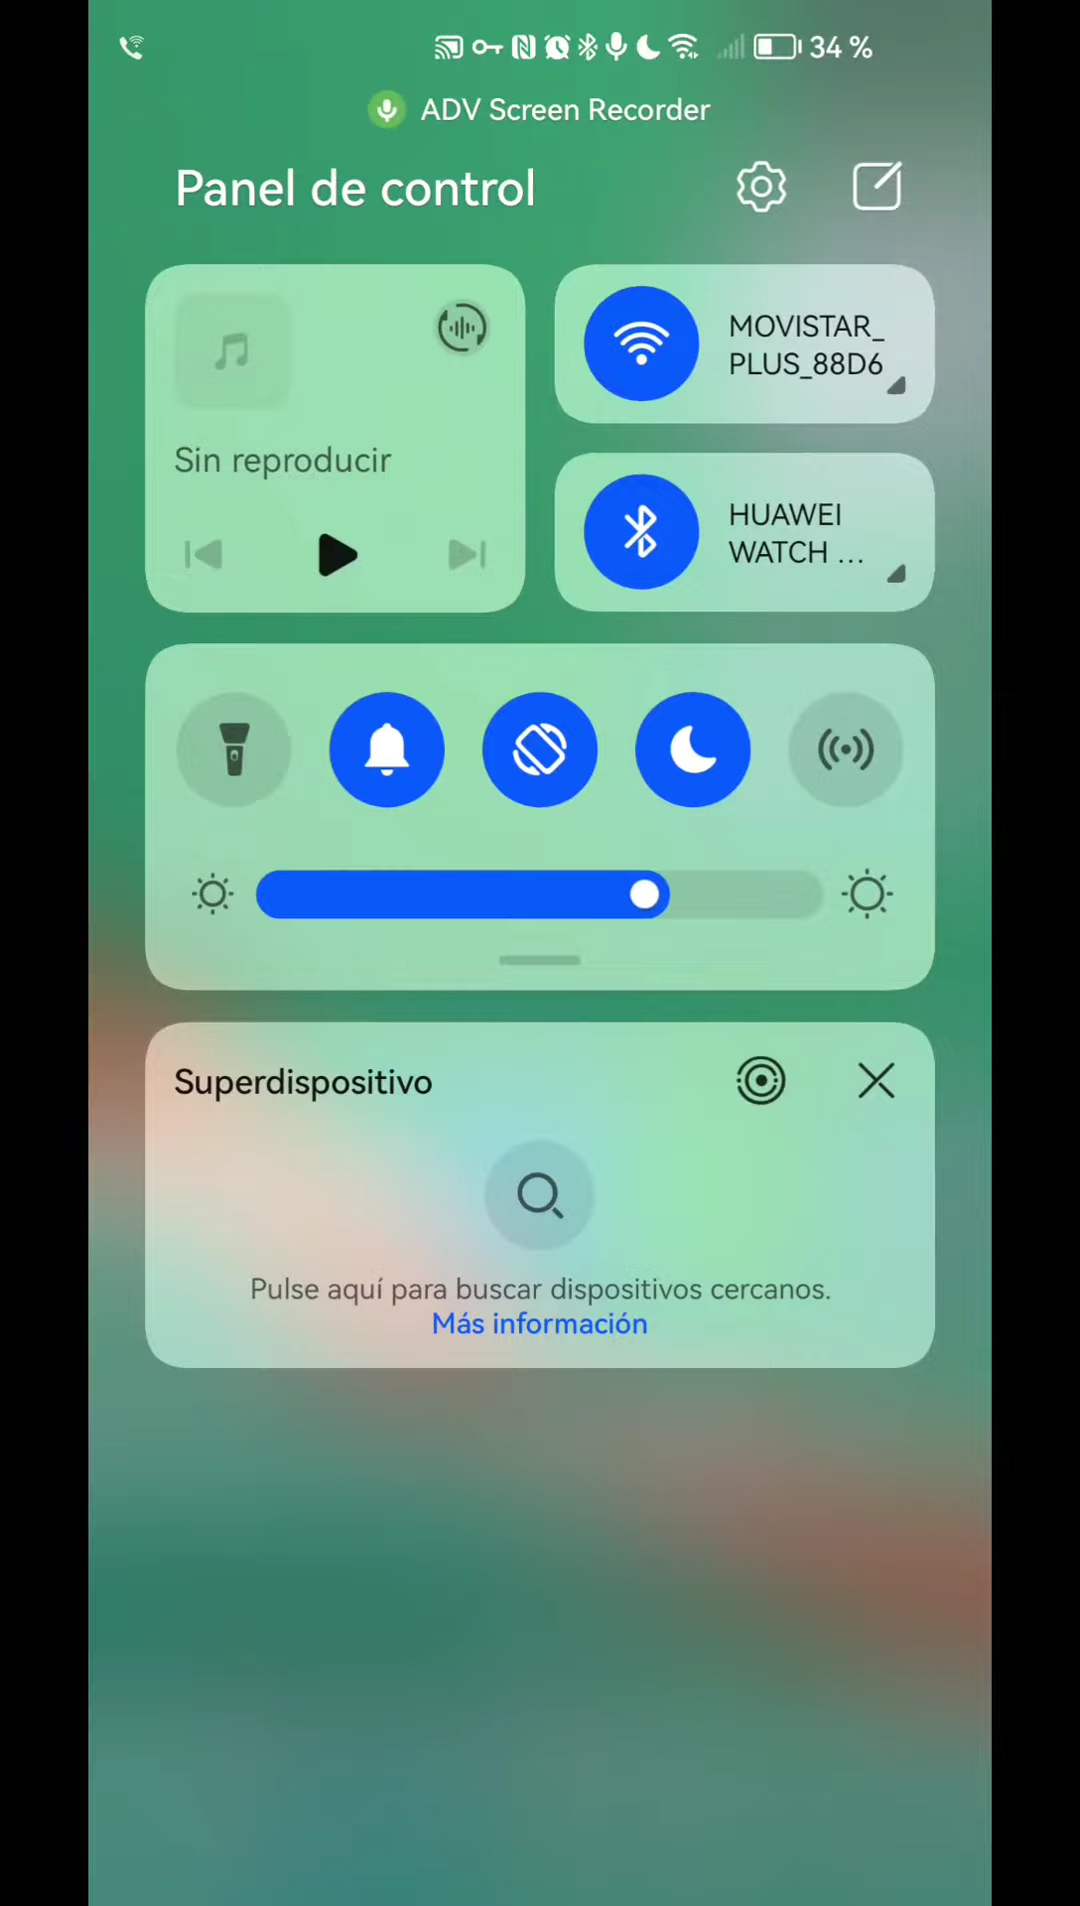 34 %
ADV Screen Recorder
Panel de control
MOVISTAR_
PLUS_88D6
Sin reproducir
HUAWEI
WATCH ...
Superdispositivo
Pulse aquí para buscar dispositivos cercanos.
Más información